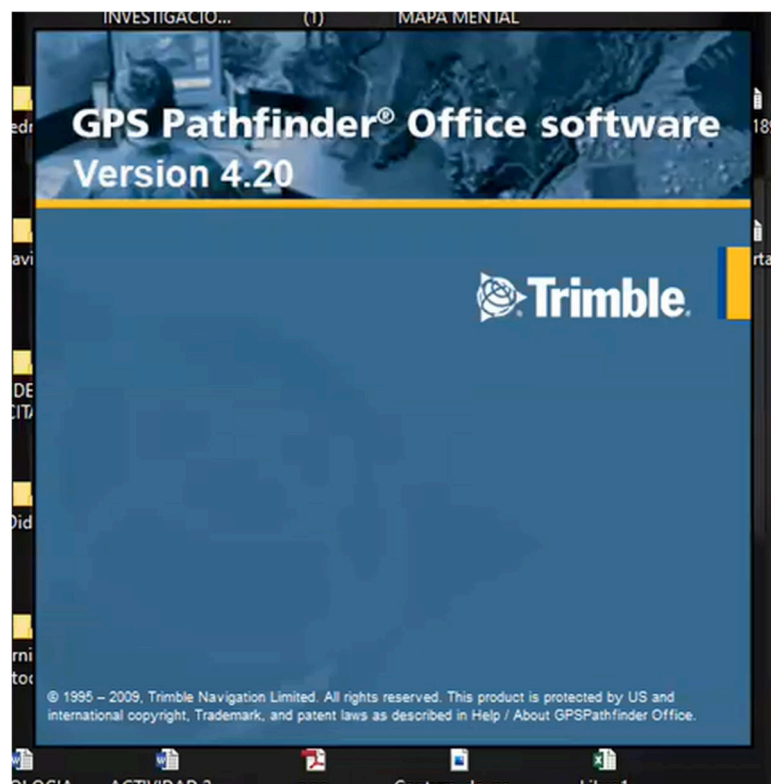 INVESTIGACIO...
(1)
MAPA MENTAL
GPS Pathfinder® Office software
Version 4.20
Trimble.
© 1995 – 2009, Trimble Navigation Limited. All rights reserved. This product is protected by US and
international copyright, Trademark, and patent laws as described in Help / About GPSPathfinder Office.